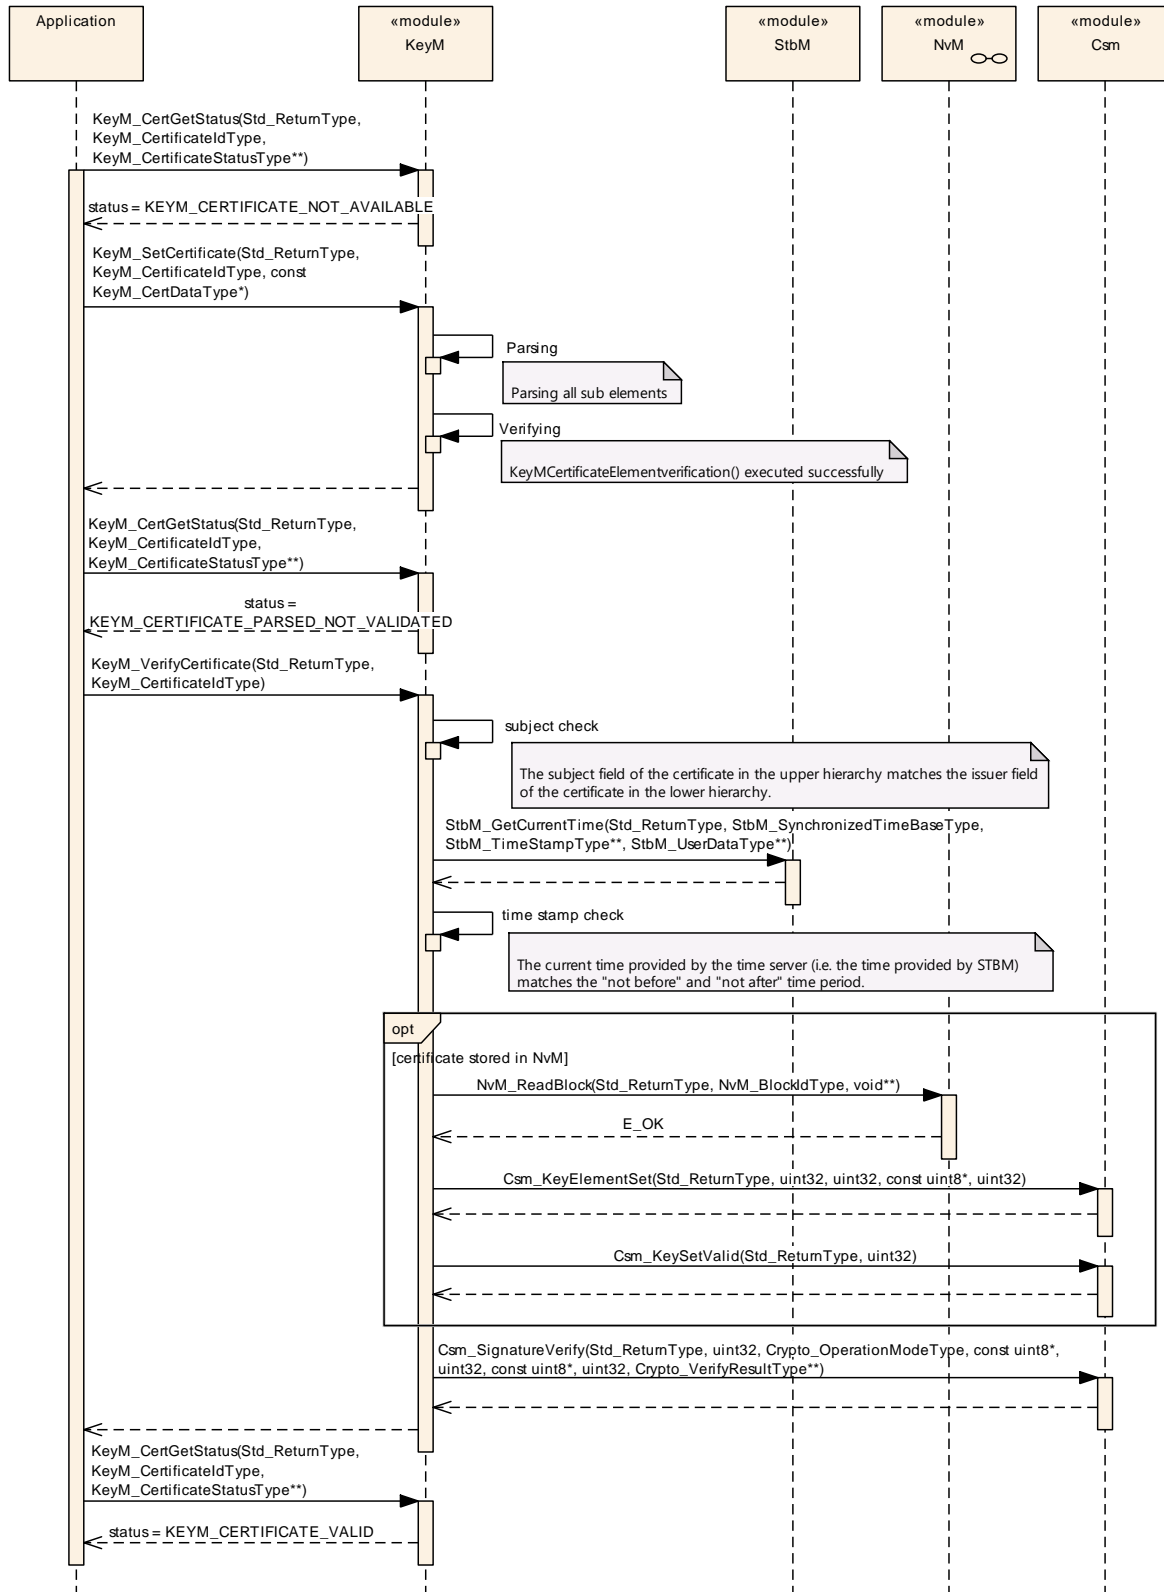 Application
«module»
KeyM
«module»
StbM
«module»
NvM
«module»
Csm
KeyM_CertGetStatus(Std_ReturnType,
KeyM_CertificateIdType,
KeyM_CertificateStatusType**)
status = KEYM_CERTIFICATE_NOT_AVAILABLE
KeyM_SetCertificate(Std_ReturnType,
KeyM_CertificateIdType, const
KeyM_CertDataType*)
Parsing
Parsing all sub elements
Verifying
KeyMCertificateElementverification() executed successfully
KeyM_CertGetStatus(Std_ReturnType,
KeyM_CertificateIdType,
KeyM_CertificateStatusType**)
status =
KEYM_CERTIFICATE_PARSED_NOT_VALIDATED
KeyM_VerifyCertificate(Std_ReturnType,
KeyM_CertificateIdType)
subject check
The subject field of the certificate in the upper hierarchy matches the issuer field
of the certificate in the lower hierarchy.
StbM_GetCurrentTime(Std_ReturnType, StbM_SynchronizedTimeBaseType,
StbM_TimeStampType**, StbM_UserDataType**)
time stamp check
The current time provided by the time server (i.e. the time provided by STBM)
matches the "not before" and "not after" time period.
opt
[certificate stored in NvM]
NvM_ReadBlock(Std_ReturnType, NvM_BlockIdType, void**)
E_OK
Csm_KeyElementSet(Std_ReturnType, uint32, uint32, const uint8*, uint32)
Csm_KeySetValid(Std_ReturnType, uint32)
Csm_SignatureVerify(Std_ReturnType, uint32, Crypto_OperationModeType, const uint8*,
uint32, const uint8*, uint32, Crypto_VerifyResultType**)
KeyM_CertGetStatus(Std_ReturnType,
KeyM_CertificateIdType,
KeyM_CertificateStatusType**)
status = KEYM_CERTIFICATE_VALID